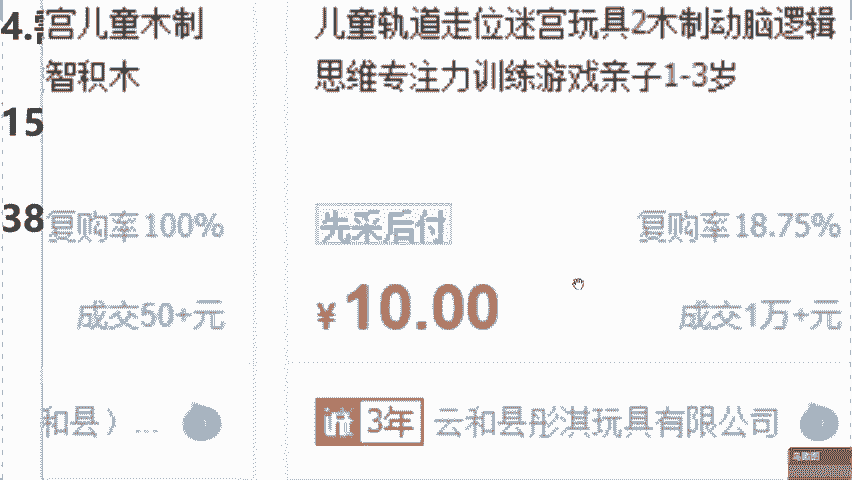 4.
15
38
宫儿童木制
智积木
复购率100%
成交50+元
和县）...
儿童轨道走位迷宫玩具2木制动脑逻辑
思维专注力训练游戏亲子1-3岁
先采后付
复购率18.75%
¥10.00
成交1万+元
3年 云和县彤淇玩具有限公司